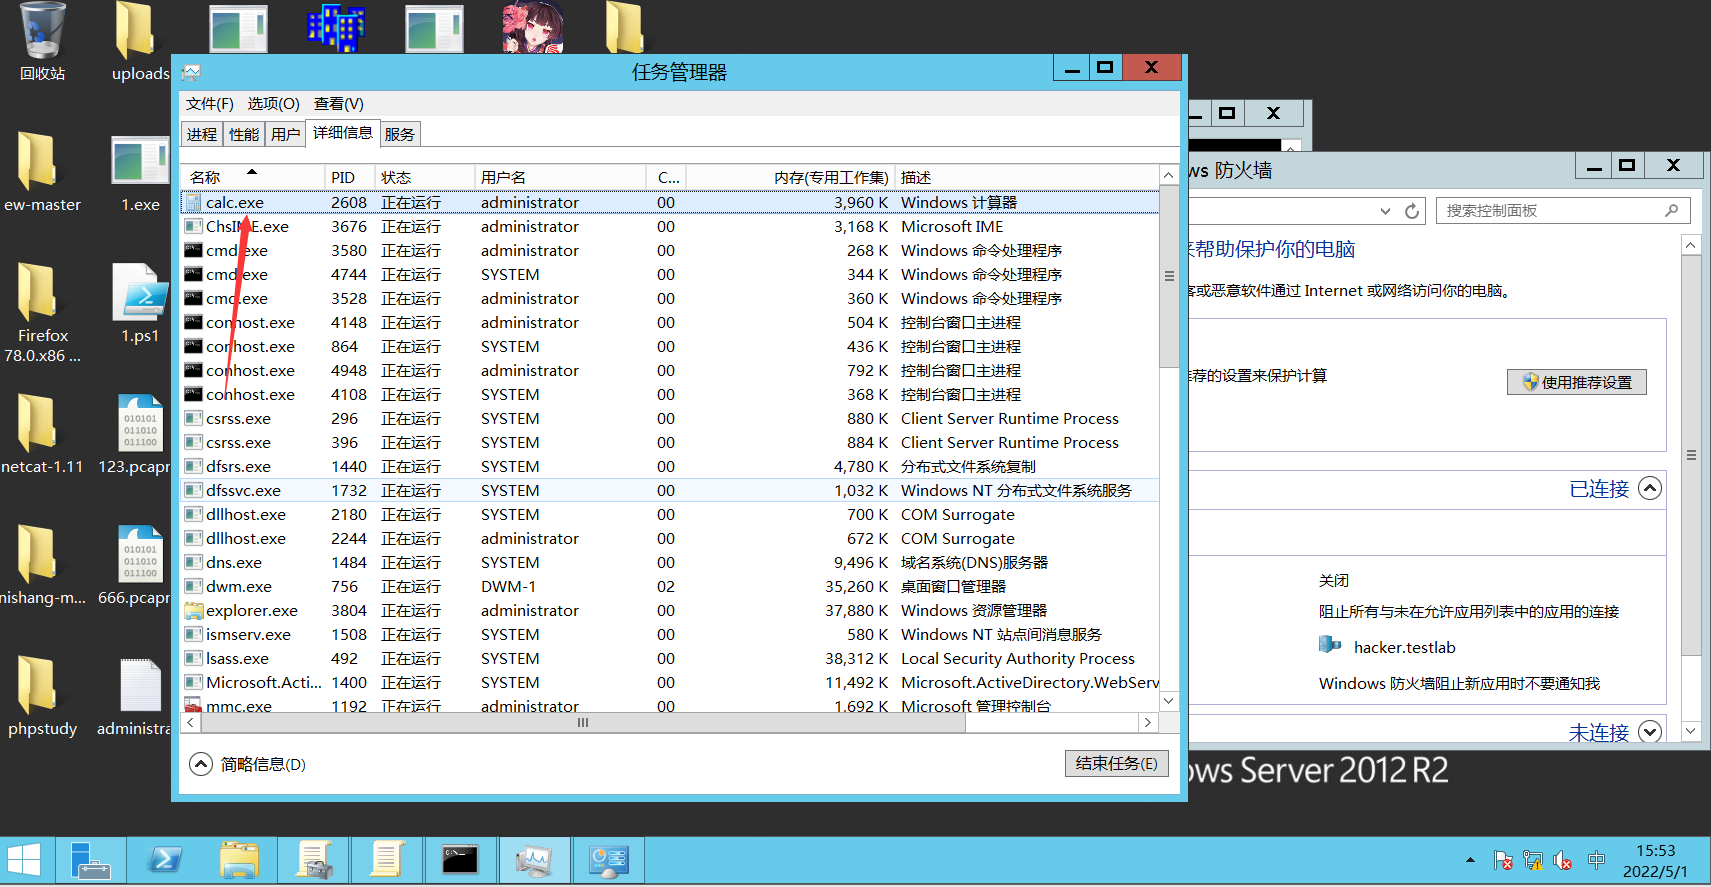 回收站
uploads
ew-master
1.exe
Firefox
78.0.x86 ...
1.ps1
netcat-1.11
123.pcapr
nishang-m...
666.pcapr
phpstudy
administra
任务管理器
文件(F) 选项(O) 查看(V)
进程 性能 用户 详细信息 服务
名称 PID 状态 用户名 C... 内存(专用工作集) 描述
calc.exe 2608 正在运行 administrator 00 3,960 K Windows 计算器
ChsIME.exe 3676 正在运行 administrator 00 3,168 K Microsoft IME
cmd.exe 3580 正在运行 administrator 00 268 K Windows 命令处理程序
cmd.exe 4744 正在运行 SYSTEM 00 344 K Windows 命令处理程序
cmd.exe 3528 正在运行 administrator 00 360 K Windows 命令处理程序
conhost.exe 4148 正在运行 administrator 00 504 K 控制台窗口主进程
conhost.exe 864 正在运行 SYSTEM 00 436 K 控制台窗口主进程
conhost.exe 4948 正在运行 administrator 00 792 K 控制台窗口主进程
conhost.exe 4108 正在运行 SYSTEM 00 368 K 控制台窗口主进程
csrss.exe 296 正在运行 SYSTEM 00 880 K Client Server Runtime Process
csrss.exe 396 正在运行 SYSTEM 00 884 K Client Server Runtime Process
dfsrs.exe 1440 正在运行 SYSTEM 00 4,780 K 分布式文件系统复制
dfssvc.exe 1732 正在运行 SYSTEM 00 1,032 K Windows NT 分布式文件系统服务
dllhost.exe 2180 正在运行 SYSTEM 00 700 K COM Surrogate
dllhost.exe 2244 正在运行 administrator 00 672 K COM Surrogate
dns.exe 1484 正在运行 SYSTEM 00 9,496 K 域名系统(DNS)服务器
dwm.exe 756 正在运行 DWM-1 02 35,260 K 桌面窗口管理器
explorer.exe 3804 正在运行 administrator 00 37,880 K Windows 资源管理器
ismserv.exe 1508 正在运行 SYSTEM 00 580 K Windows NT 站点间消息服务
lsass.exe 492 正在运行 SYSTEM 00 38,312 K Local Security Authority Process
Microsoft.Acti... 1400 正在运行 SYSTEM 00 11,492 K Microsoft.ActiveDirectory.WebServ
mmc.exe 1192 正在运行 administrator 00 1,692 K Microsoft 管理控制台
简略信息(D) 结束任务(E)
ws 防火墙
搜索控制面板
来帮助保护你的电脑
客或恶意软件通过 Internet 或网络访问你的电脑。
推荐的设置来保护计算
使用推荐设置
已连接
关闭
阻止所有与未在允许应用列表中的应用的连接
hacker.testlab
Windows 防火墙阻止新应用时不要通知我
未连接
ows Server 2012 R2
中
15:53
2022/5/1